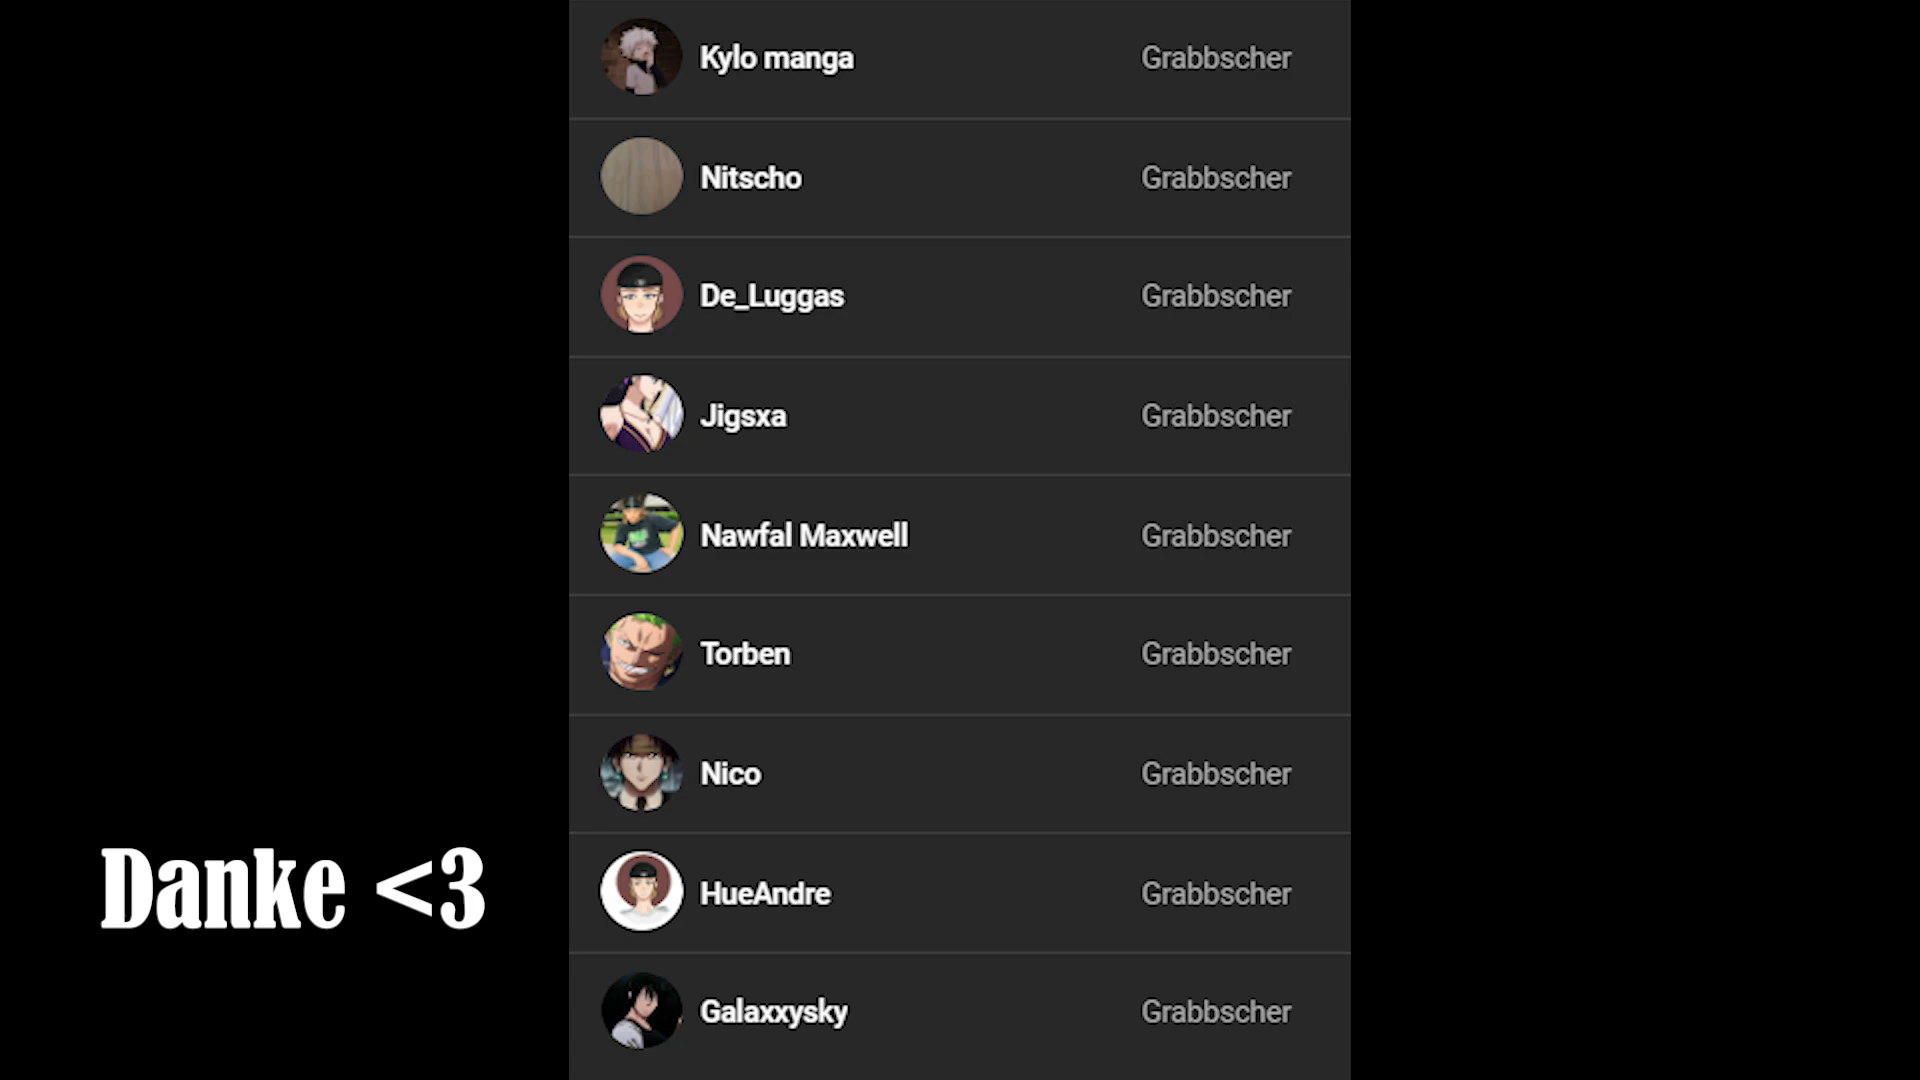 Kylo manga Grabbscher
Nitscho Grabbscher
De_Luggas Grabbscher
Jigsxa Grabbscher
Nawfal Maxwell Grabbscher
Torben Grabbscher
Nico Grabbscher
HueAndre Grabbscher
Galaxxysky Grabbscher
Danke <3